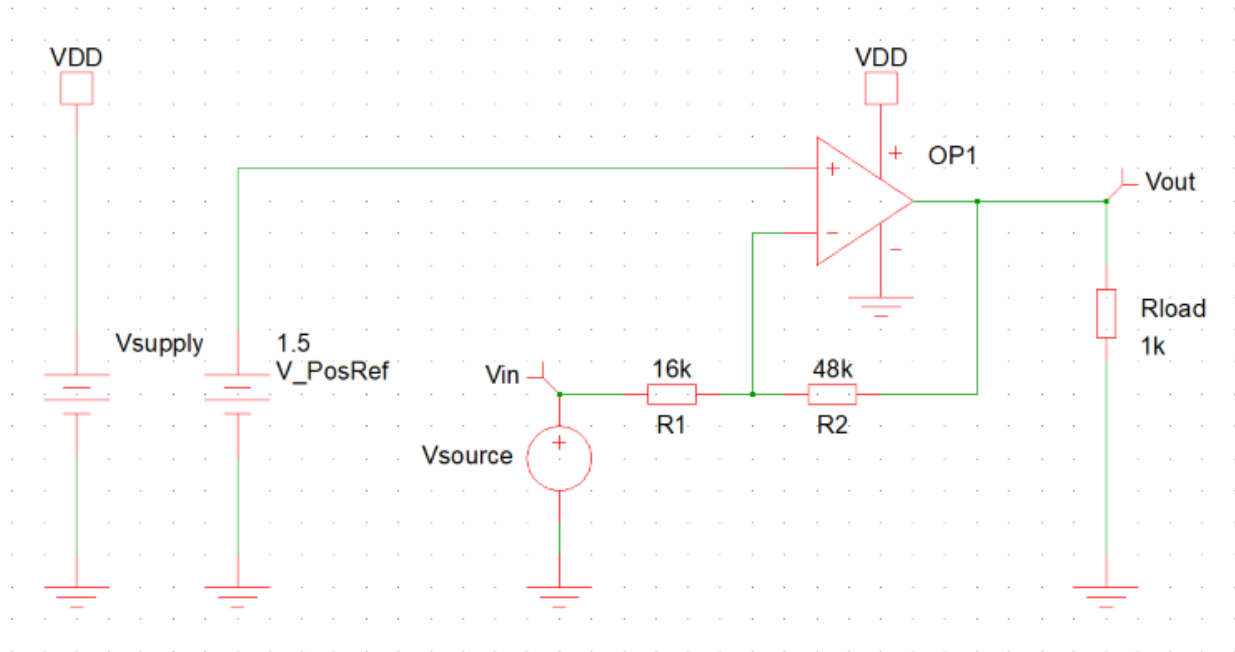 VDD
VDD
+
OP1
+
Vout
-
-
Vsupply
1.5
V_PosRef
Rload
1k
Vin
16k
48k
R1
R2
Vsource
+